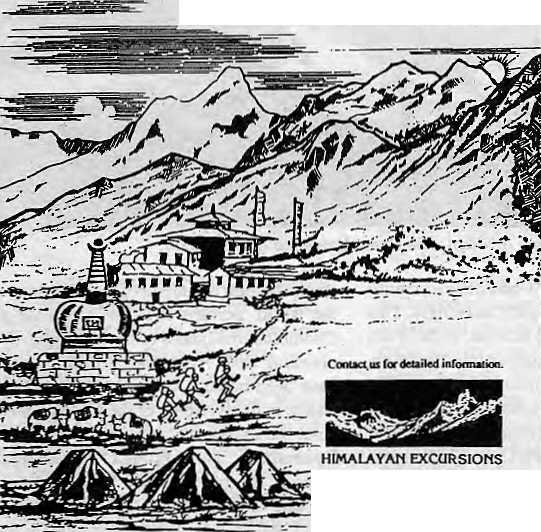 Contact us for detailed information.
HIMALAYAN EXCURSIONS